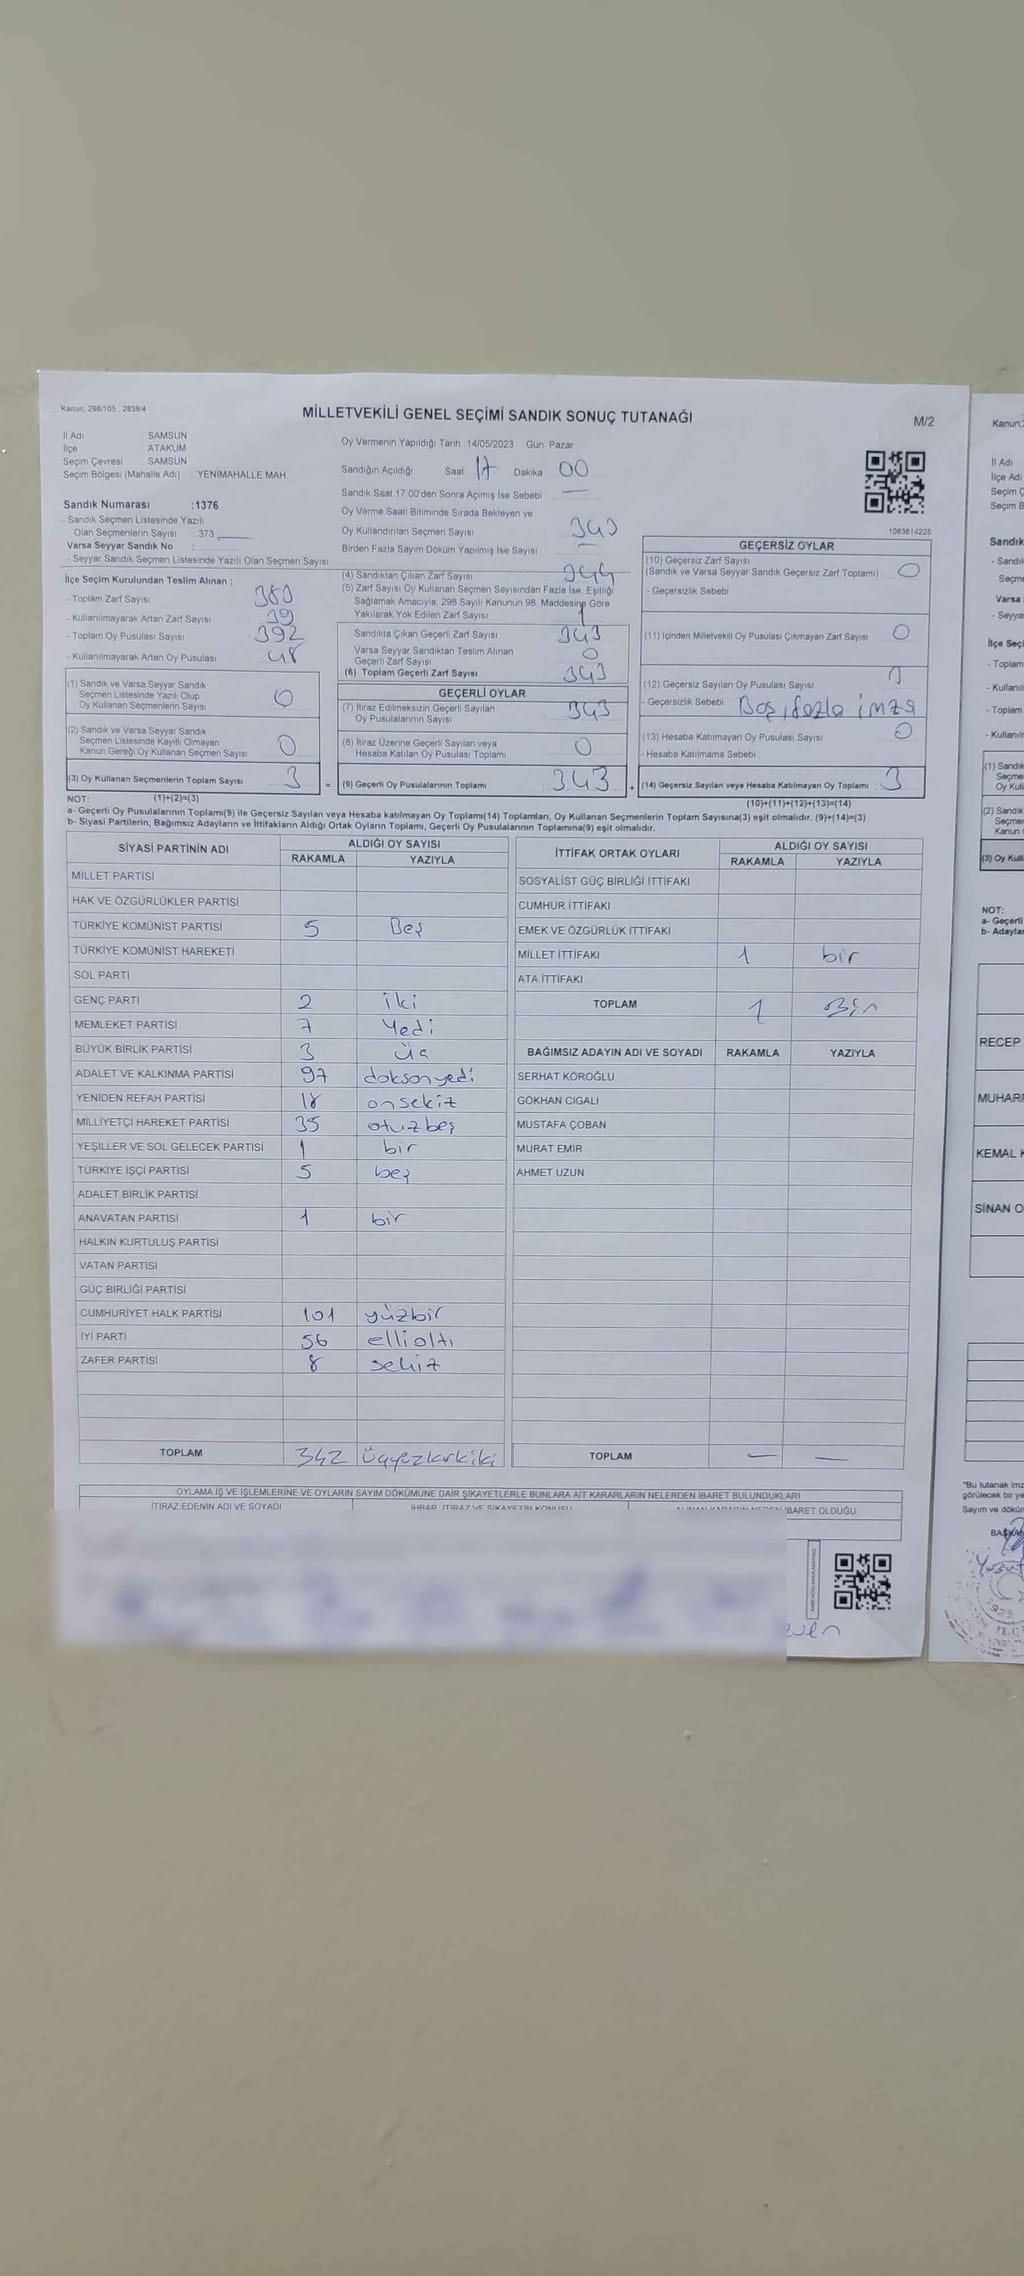 Kanun, 298/105 , 2839/4
MİLLETVEKİLİ GENEL SEÇİMİ SANDIK SONUÇ TUTANAĞI
M/2
İl Adı : SAMSUN
İlçe : ATAKUM
Seçim Çevresi : SAMSUN
Seçim Bölgesi (Mahalle Adı) : YENİMAHALLE MAH
Sandık Numarası :1376
- Sandık Seçmen Listesinde Yazılı
Olan Seçmenlerin Sayısı : 373
Varsa Seyyar Sandık No :
- Seyyar Sandık Seçmen Listesinde Yazılı Olan Seçmen Sayısı
Oy Vermenin Yapıldığı Tarih :14/05/2023 Gün: Pazar
Sandığın Açıldığı Saat 17 Dakika 00
Sandık Saat 17.00'den Sonra Açımış İse Sebebi : —
Oy Verme Saati Bitiminde Sırada Bekleyen ve
Oy Kullandırılan Seçmen Sayısı 343
Birden Fazla Sayım Döküm Yapılmış İse Sayısı —
1083614225
İlçe Seçim Kurulundan Teslim Alınan ;
- Toplam Zarf Sayısı 383
- Kullanılmayarak Artan Zarf Sayısı 39
- Toplam Oy Pusulası Sayısı 392
- Kullanılmayarak Artan Oy Pusulası 48
(1) Sandık ve Varsa Seyyar Sandık
Seçmen Listesinde Yazılı Olup
Oy Kullanan Seçmenlerin Sayısı 0
(2) Sandık ve Varsa Seyyar Sandık
Seçmen Listesinde Kayıtlı Olmayan
Kanun Gereği Oy Kullanan Seçmen Sayısı 0
(3) Oy Kullanan Seçmenlerin Toplam Sayısı 3
(1)+(2)=(3)
(4) Sandıktan Çıkan Zarf Sayısı 344
(5) Zarf Sayısı Oy Kullanan Seçmen Sayısından Fazla İse, Eşitliği
Sağlamak Amacıyla, 298 Sayılı Kanunun 98. Maddesine Göre
Yakılarak Yok Edilen Zarf Sayısı 1
Sandıkta Çıkan Geçerli Zarf Sayısı 343
Varsa Seyyar Sandıktan Teslim Alınan
Geçerli Zarf Sayısı 0
(6) Toplam Geçerli Zarf Sayısı 343
GEÇERLİ OYLAR
(7) İtiraz Edilmeksizin Geçerli Sayılan
Oy Pusulalarının Sayısı 343
(8) İtiraz Üzerine Geçerli Sayılan veya
Hesaba Katılan Oy Pusulası Toplamı 0
= (9) Geçerli Oy Pusulalarının Toplamı 343
GEÇERSİZ OYLAR
(10) Geçersiz Zarf Sayısı
(Sandık ve Varsa Seyyar Sandık Geçersiz Zarf Toplamı) 0
- Geçersizlik Sebebi
(11) İçinden Milletvekili Oy Pusulası Çıkmayan Zarf Sayısı 0
(12) Geçersiz Sayılan Oy Pusulası Sayısı
- Geçersizlik Sebebi Boş, fazla imza
(13) Hesaba Katılmayan Oy Pusulası Sayısı 0
- Hesaba Katılmama Sebebi
+ (14) Geçersiz Sayılan veya Hesaba Katılmayan Oy Toplamı 3
(10)+(11)+(12)+(13)=(14)
NOT:
a- Geçerli Oy Pusulalarının Toplamı(9) ile Geçersiz Sayılan veya Hesaba katılmayan Oy Toplamı(14) Toplamları, Oy Kullanan Seçmenlerin Toplam Sayısına(3) eşit olmalıdır. (9)+(14)=(3)
b- Siyasi Partilerin, Bağımsız Adayların ve İttifakların Aldığı Ortak Oyların Toplamı, Geçerli Oy Pusulalarının Toplamına(9) eşit olmalıdır.
SİYASİ PARTİNİN ADI ALDIĞI OY SAYISI
RAKAMLA YAZIYLA
MİLLET PARTİSİ
HAK VE ÖZGÜRLÜKLER PARTİSİ
TÜRKİYE KOMÜNİST PARTİSİ 5 Beş
TÜRKİYE KOMÜNİST HAREKETİ
SOL PARTİ
GENÇ PARTİ 2 iki
MEMLEKET PARTİSİ 7 Yedi
BÜYÜK BİRLİK PARTİSİ 3 üç
ADALET VE KALKINMA PARTİSİ 97 doksanyedi
YENİDEN REFAH PARTİSİ 18 onsekiz
MİLLİYETÇİ HAREKET PARTİSİ 35 otuzbeş
YEŞİLLER VE SOL GELECEK PARTİSİ 1 bir
TÜRKİYE İŞÇİ PARTİSİ 5 beş
ADALET BİRLİK PARTİSİ
ANAVATAN PARTİSİ 1 bir
HALKIN KURTULUŞ PARTİSİ
VATAN PARTİSİ
GÜÇ BİRLİĞİ PARTİSİ
CUMHURİYET HALK PARTİSİ 101 yüzbir
İYİ PARTİ 56 ellialtı
ZAFER PARTİSİ 8 sekiz
TOPLAM 342 üçyüzkırkiki
İTTİFAK ORTAK OYLARI ALDIĞI OY SAYISI
RAKAMLA YAZIYLA
SOSYALİST GÜÇ BİRLİĞİ İTTİFAKI
CUMHUR İTTİFAKI
EMEK VE ÖZGÜRLÜK İTTİFAKI
MİLLET İTTİFAKI 1 bir
ATA İTTİFAKI
TOPLAM 1 Bir
BAĞIMSIZ ADAYIN ADI VE SOYADI RAKAMLA YAZIYLA
SERHAT KÖROĞLU
GÖKHAN CIGALI
MUSTAFA ÇOBAN
MURAT EMİR
AHMET UZUN
TOPLAM — —
OYLAMA İŞ VE İŞLEMLERİNE VE OYLARIN SAYIM DÖKÜMÜNE DAİR ŞİKAYETLERLE BUNLARA AİT KARARLARIN NELERDEN İBARET BULUNDUKLARI
İTİRAZ EDENİN ADI VE SOYADI İHBAR, İTİRAZ VE ŞİKAYETİN KONUSU ALINAN KARARIN NEDEN İBARET OLDUĞU
Kanun,
İl Adı
İlçe Adı
Seçim Ç
Seçim B
Sandık
- Sandı
Seçme
Varsa
- Seyya
İlçe Seçi
- Toplam
- Kullanı
- Toplam
- Kullanılı
(1) Sandık
Seçme
Oy Kull
(2) Sandık
Seçme
Kanun
(3) Oy Kull
NOT:
a- Geçerli
b- Adaylar
RECEP
MUHARR
KEMAL K
SİNAN O
"Bu tutanak imz
görülecek bir ye
Sayım ve dökü
BAŞKA
1923